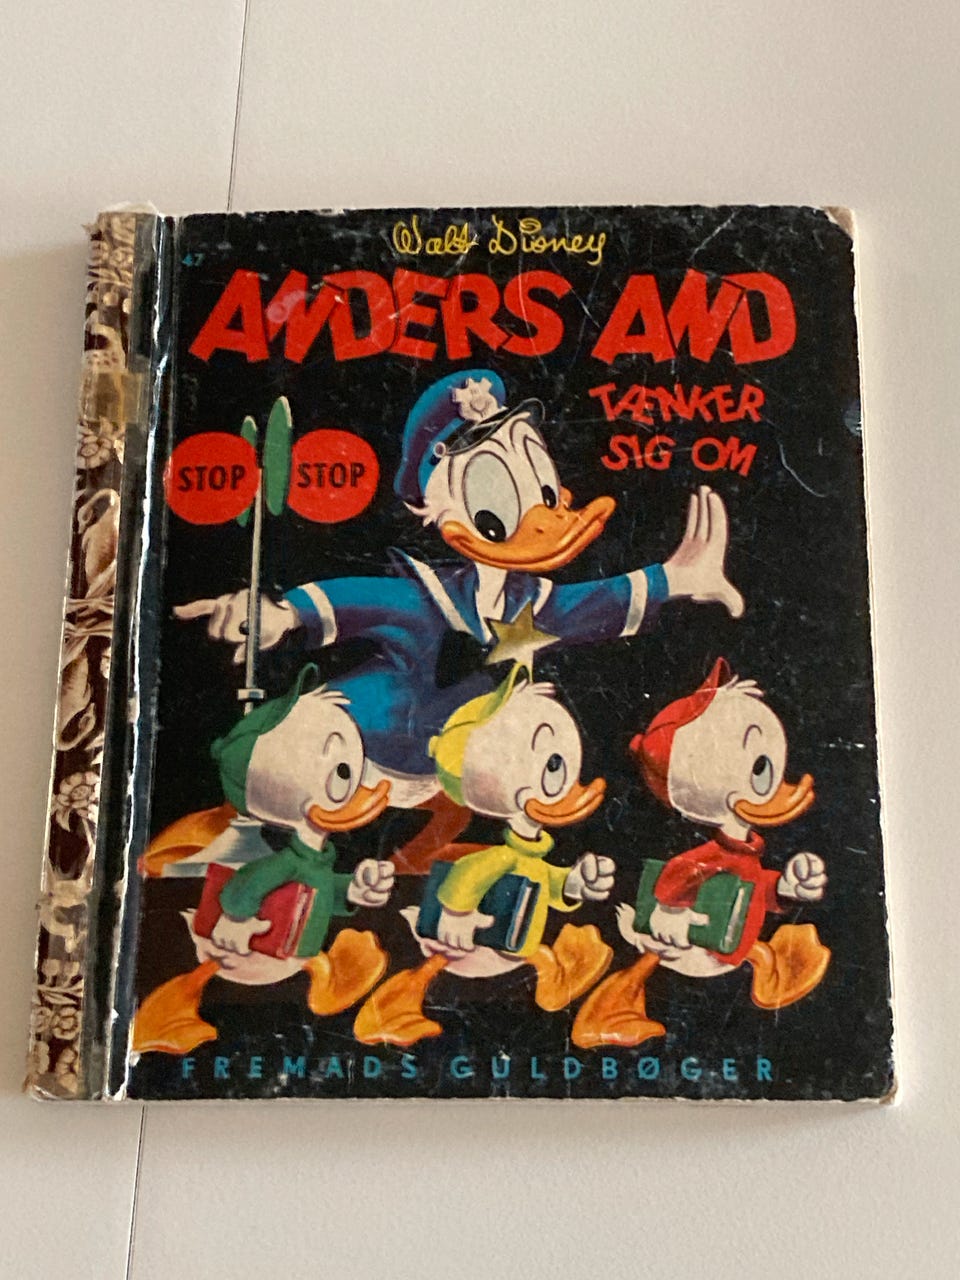 Walt Disney
47
ANDERS AND
TÆNKER
SIG OM
STOP STOP
FREMADS GULDBØGER